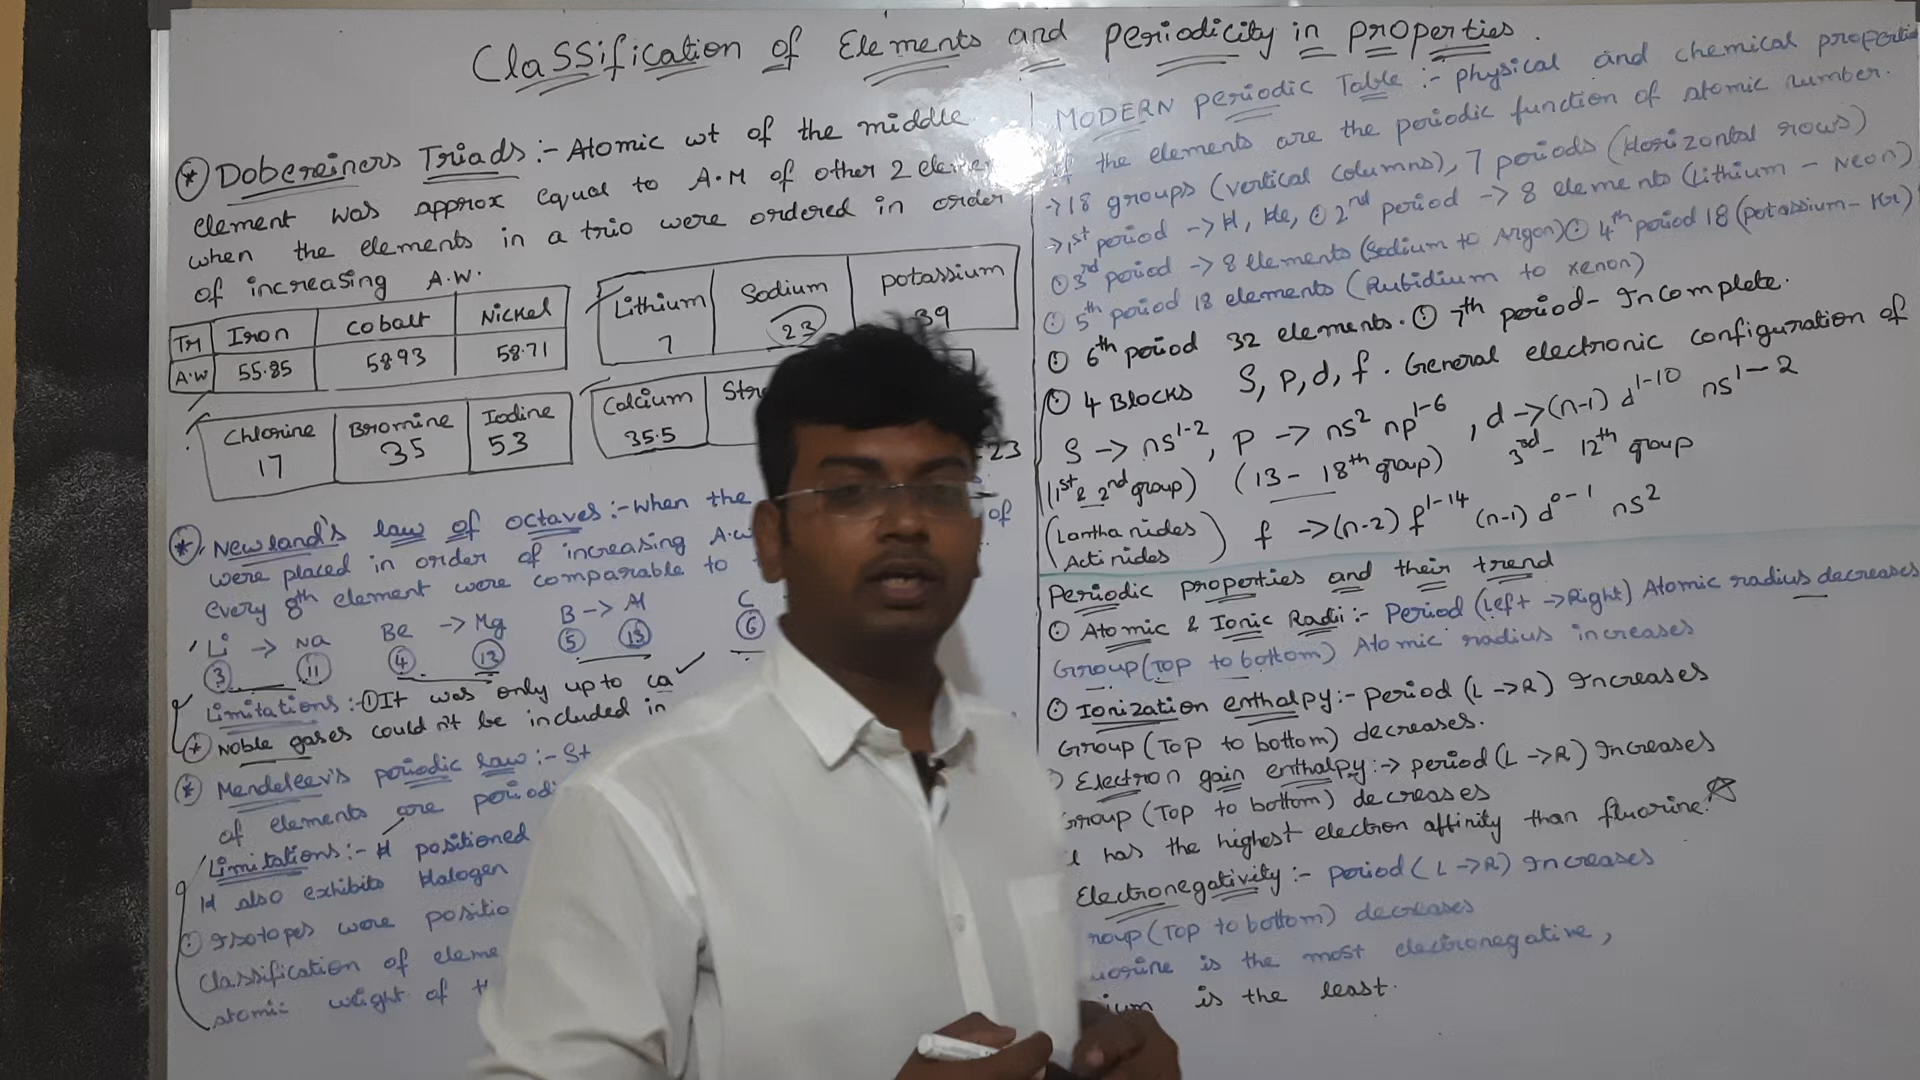 Classification of Elements and periodicity in properties.
* Dobereiners Triads :- Atomic wt of the middle
element was approx equal to A.M of other 2
when the elements in a trio were ordered in order
of increasing A.W.
Iron Cobalt Nickel
A.W 55.85 58.93 58.71
Lithium Sodium potassium
7 23 39
Chlorine Bromine Iodine
17 35 53
Calcium
35.5
23
* Newland's law of octaves :- When the
of
were placed in order of increasing A.W
every 8th element were comparable to
Li → Na Be → Mg B → Al C
3 11 4 12 5 13 6
Limitations :- ① It was only up to Ca
* Noble gases couldn't be included in
* Mendeleev's periodic law :-
of elements are
Limitations :- H positioned
H also exhibits Halogen
Isotopes were
Classification of
atomic weight of
MODERN periodic Table :- physical and chemical
of the elements are the periodic function of atomic number.
→ 18 groups (vertical columns), 7 periods (Horizontal rows)
→ 1st period → H, He, ⊙ 2nd period → 8 elements (Lithium - Neon)
⊙ 3rd period → 8 elements (Sodium to Argon) ⊙ 4th period 18 (potassium - Kr)
⊙ 5th period 18 elements (Rubidium to xenon)
⊙ 6th period 32 elements. ⊙ 7th period - Incomplete.
⊙ 4 Blocks S, P, d, f. General electronic configuration of
S → ns¹⁻², P → ns² np¹⁻⁶, d → (n-1) d¹⁻¹⁰ ns¹⁻²
(1st & 2nd group) (13 - 18th group) 3rd - 12th group
(Lanthanides Actinides) f → (n-2) f¹⁻¹⁴ (n-1) d⁰⁻¹ ns²
Periodic properties and their trend
⊙ Atomic & Ionic Radii :- Period (Left → Right) Atomic radius decreases
Group (Top to bottom) Atomic radius increases
⊙ Ionization enthalpy :- period (L → R) Increases
Group (Top to bottom) decreases.
Electron gain enthalpy :→ period (L → R) Increases
Group (Top to bottom) decreases
has the highest electron affinity than fluorine.
Electronegativity :- period (L → R) Increases
(Top to bottom) decreases
is the most electronegative,
is the least.